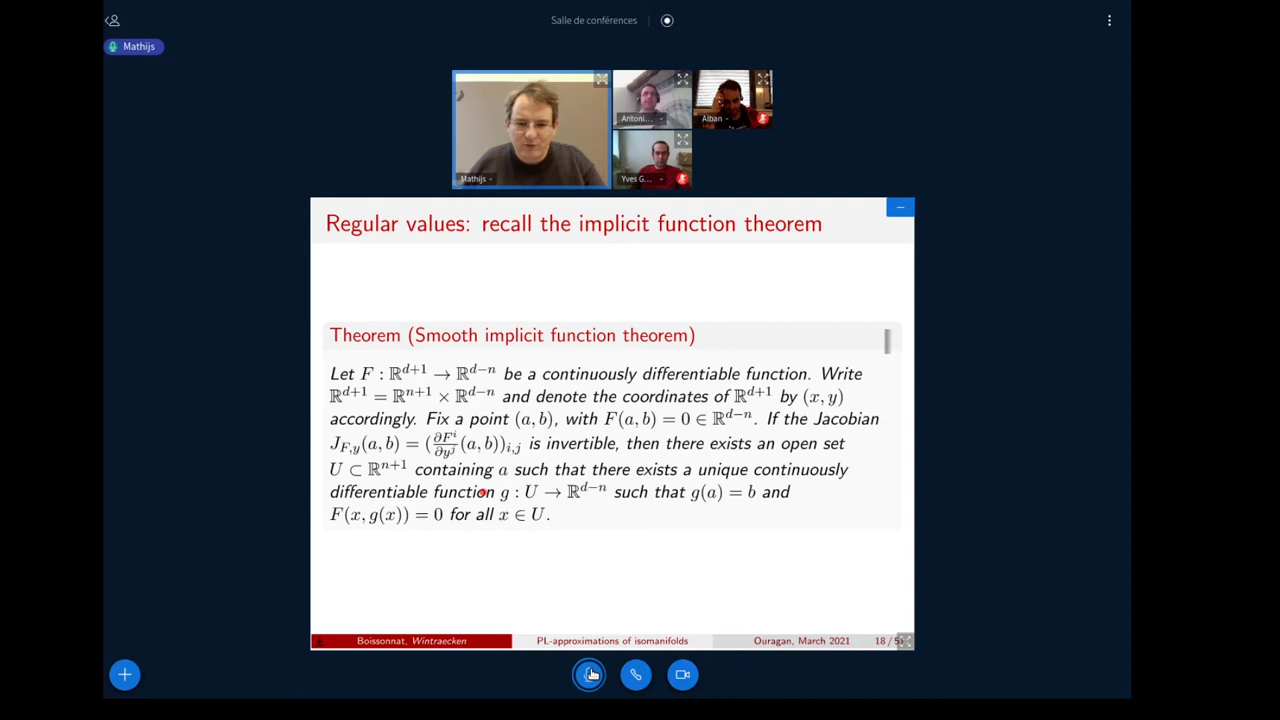 Salle de conférences
Mathijs
Antoni...
Alban
Mathijs
Yves G...
Regular values: recall the implicit function theorem
Theorem (Smooth implicit function theorem)
Let F : ℝ^{d+1} → ℝ^{d−n} be a continuously differentiable function. Write
ℝ^{d+1} = ℝ^{n+1} × ℝ^{d−n} and denote the coordinates of ℝ^{d+1} by (x, y)
accordingly. Fix a point (a, b), with F(a, b) = 0 ∈ ℝ^{d−n}. If the Jacobian
J_{F,y}(a, b) = (∂F^i/∂y^j (a, b))_{i,j} is invertible, then there exists an open set
U ⊂ ℝ^{n+1} containing a such that there exists a unique continuously
differentiable function g : U → ℝ^{d−n} such that g(a) = b and
F(x, g(x)) = 0 for all x ∈ U.
Boissonnat, Wintraecken PL-approximations of isomanifolds Ouragan, March 2021 18 / 5